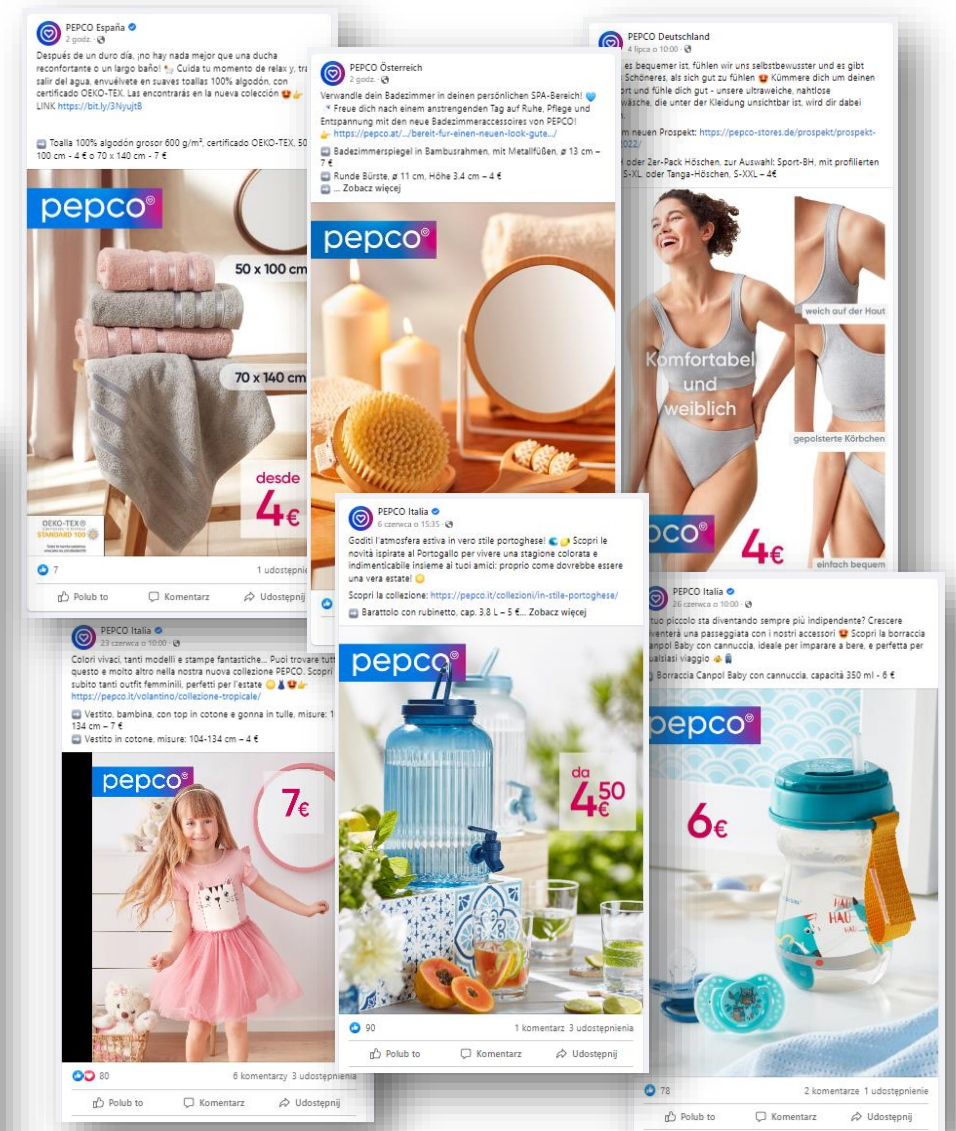 PEPCO España
2 godz.
Después de un duro día, ¡no hay nada mejor que una ducha
reconfortante o un largo baño! Cuida tu momento de relax y,
salir del agua, envuélvete en suaves toallas 100% algodón, con
certificado OEKO-TEX. Las encontrarás en la nueva colección
LINK https://bit.ly/3Nyujt8
Toalla 100% algodón grosor 600 g/m², certificado OEKO-TEX, 50
100 cm - 4 € o 70 x 140 cm - 7 €
pepco
50 x 100 cm
70 x 140 cm
desde
4€
OEKO-TEX®
STANDARD 100
7
1 udostępnie
Polub to Komentarz Udostępnij
PEPCO Österreich
2 godz.
Verwandle dein Badezimmer in deinen persönlichen SPA-Bereich!
Freue dich nach einem anstrengenden Tag auf Ruhe, Pflege und
Entspannung mit den neue Badezimmeraccessoires von PEPCO!
https://pepco.at/.../bereit-fur-einen-neuen-look-gute.../
Badezimmerspiegel in Bambusrahmen, mit Metallfüßen, ø 13 cm –
7 €
Runde Bürste, ø 11 cm, Höhe 3.4 cm – 4 €
... Zobacz więcej
pepco
PEPCO Deutschland
4 lipca o 10:00
es bequemer ist, fühlen wir uns selbstbewusster und es gibt
Schöneres, als sich gut zu fühlen Kümmere dich um deinen
ort und fühle dich gut - unsere ultraweiche, nahtlose
wäsche, die unter der Kleidung unsichtbar ist, wird dir dabei
m neuen Prospekt: https://pepco-stores.de/prospekt/prospekt-
2022/
oder 2er-Pack Höschen, zur Auswahl: Sport-BH, mit profilierten
S-XL, oder Tanga-Höschen, S-XXL – 4€
weich auf der Haut
Komfortabel
und
weiblich
gepolsterte Körbchen
pco
4€
einfach bequem
PEPCO Italia
23 czerwca o 10:00
Colori vivaci, tanti modelli e stampe fantastiche... Puoi trovare tutt
questo e molto altro nella nostra nuova collezione PEPCO. Scopri
subito tanti outfit femminili, perfetti per l'estate
https://pepco.it/volantino/collezione-tropicale/
Vestito, bambina, con top in cotone e gonna in tulle, misure: 1
134 cm – 7 €
Vestito in cotone, misure: 104-134 cm – 4 €
pepco
7€
80
6 komentarzy 3 udostępnienia
Polub to Komentarz Udostępnij
PEPCO Italia
6 czerwca o 15:35
Goditi l'atmosfera estiva in vero stile portoghese! Scopri le
novità ispirate al Portogallo per vivere una stagione colorata e
indimenticabile insieme ai tuoi amici: proprio come dovrebbe essere
una vera estate!
Scopri la collezione: https://pepco.it/collezioni/in-stile-portoghese/
Barattolo con rubinetto, cap. 3.8 L – 5 €... Zobacz więcej
pepco
da
4.50 €
90
1 komentarz 3 udostępnienia
Polub to Komentarz Udostępnij
PEPCO Italia
26 czerwca o 10:00
tuo piccolo sta diventando sempre più indipendente? Crescere
venterà una passeggiata con i nostri accessori Scopri la borraccia
anpol Baby con cannuccia, ideale per imparare a bere, e perfetta per
ualsiasi viaggio
Borraccia Canpol Baby con cannuccia, capacità 350 ml - 6 €
pepco
6€
HAU
HAU
78
2 komentarze 1 udostępnienie
Polub to Komentarz Udostępnij